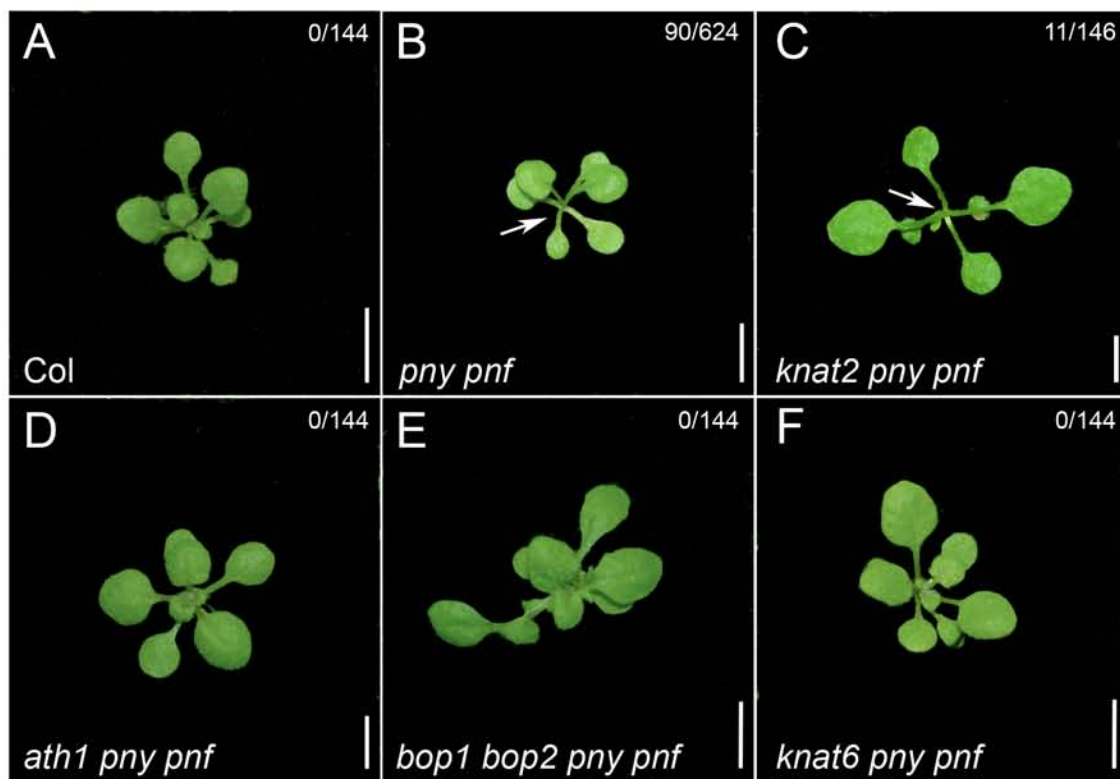 A 0/144
B 90/624
C 11/146
Col
pny pnf
knat2 pny pnf
D 0/144
E 0/144
F 0/144
ath1 pny pnf
bop1 bop2 pny pnf
knat6 pny pnf